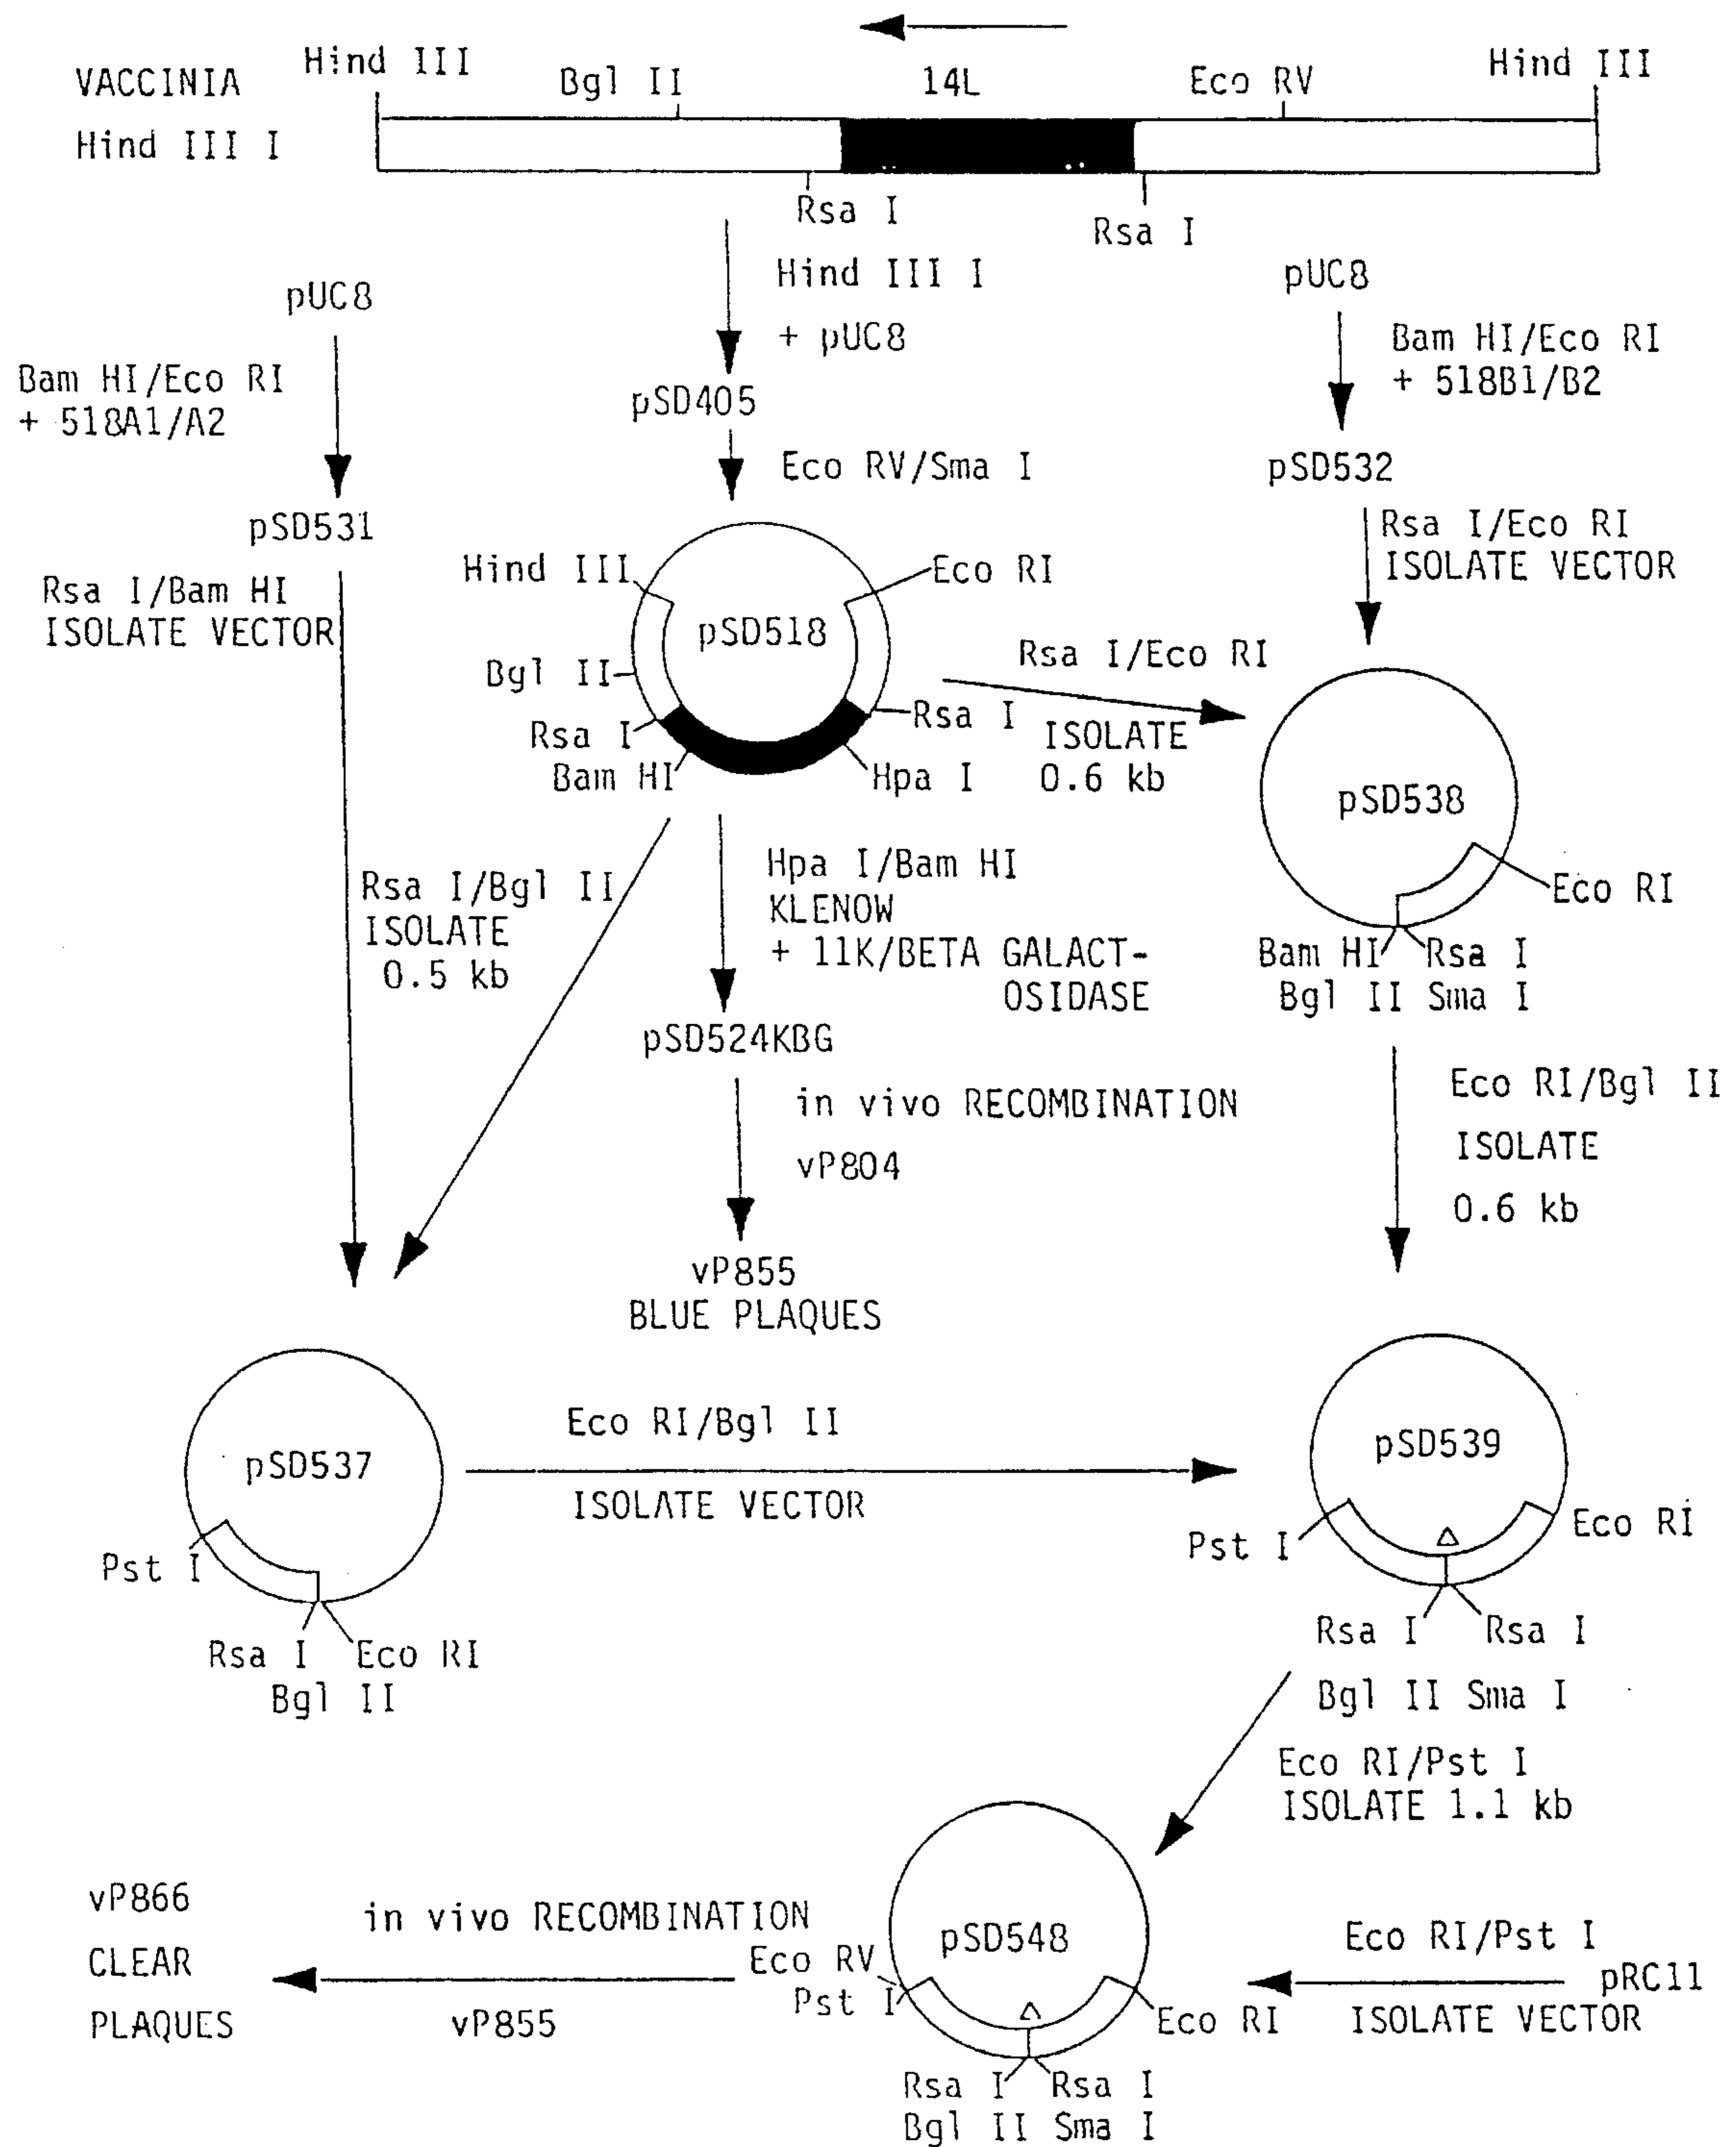 VACCINIA
Hind III I
Hind III
Bgl II
14L
Eco RV
Hind III
Rsa I
Rsa I
pUC8
Bam HI/Eco RI
+ 518A1/A2
pSD531
Rsa I/Bam HI
ISOLATE VECTOR
Hind III I
+ pUC8
pSD405
Eco RV/Sma I
pUC8
Bam HI/Eco RI
+ 518B1/B2
pSD532
Rsa I/Eco RI
ISOLATE VECTOR
Hind III
Eco RI
pSD518
Bgl II
Rsa I
Bam HI
Rsa I
Hpa I
Rsa I/Eco RI
ISOLATE
0.6 kb
pSD538
Eco RI
Bam HI Rsa I
Bgl II Sma I
Rsa I/Bgl II
ISOLATE
0.5 kb
Hpa I/Bam HI
KLENOW
+ 11K/BETA GALACT-
OSIDASE
pSD524KBG
in vivo RECOMBINATION
vP804
vP855
BLUE PLAQUES
Eco RI/Bgl II
ISOLATE
0.6 kb
pSD537
Pst I
Rsa I Eco RI
Bgl II
Eco RI/Bgl II
ISOLATE VECTOR
pSD539
Pst I
Eco RI
Δ
Rsa I Rsa I
Bgl II Sma I
Eco RI/Pst I
ISOLATE 1.1 kb
vP866
CLEAR
PLAQUES
in vivo RECOMBINATION
vP855
pSD548
Eco RV
Pst I
Δ
Eco RI
Rsa I Rsa I
Bgl II Sma I
Eco RI/Pst I
pRC11
ISOLATE VECTOR